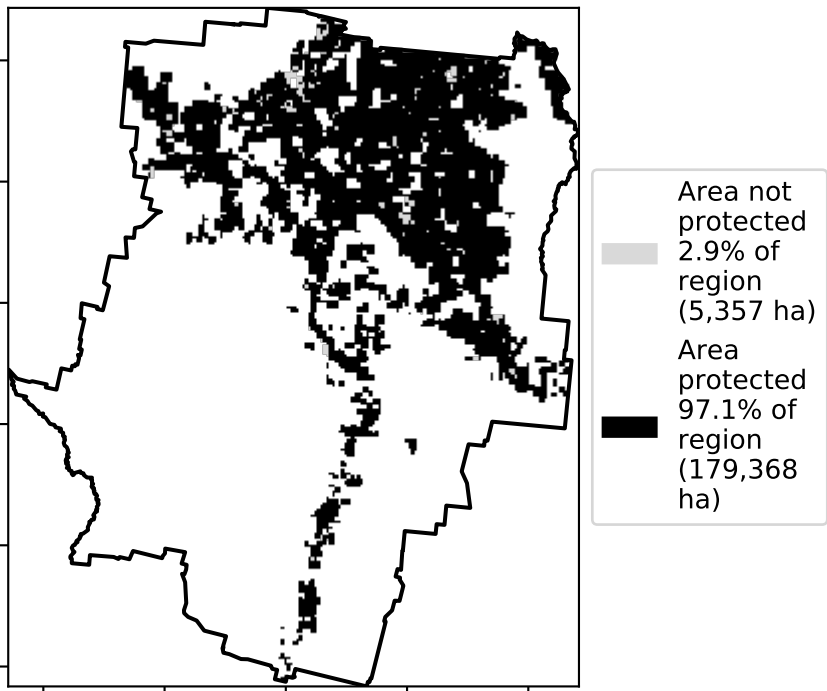 Area not
protected
2.9% of
region
(5,357 ha)
Area
protected
97.1% of
region
(179,368
ha)